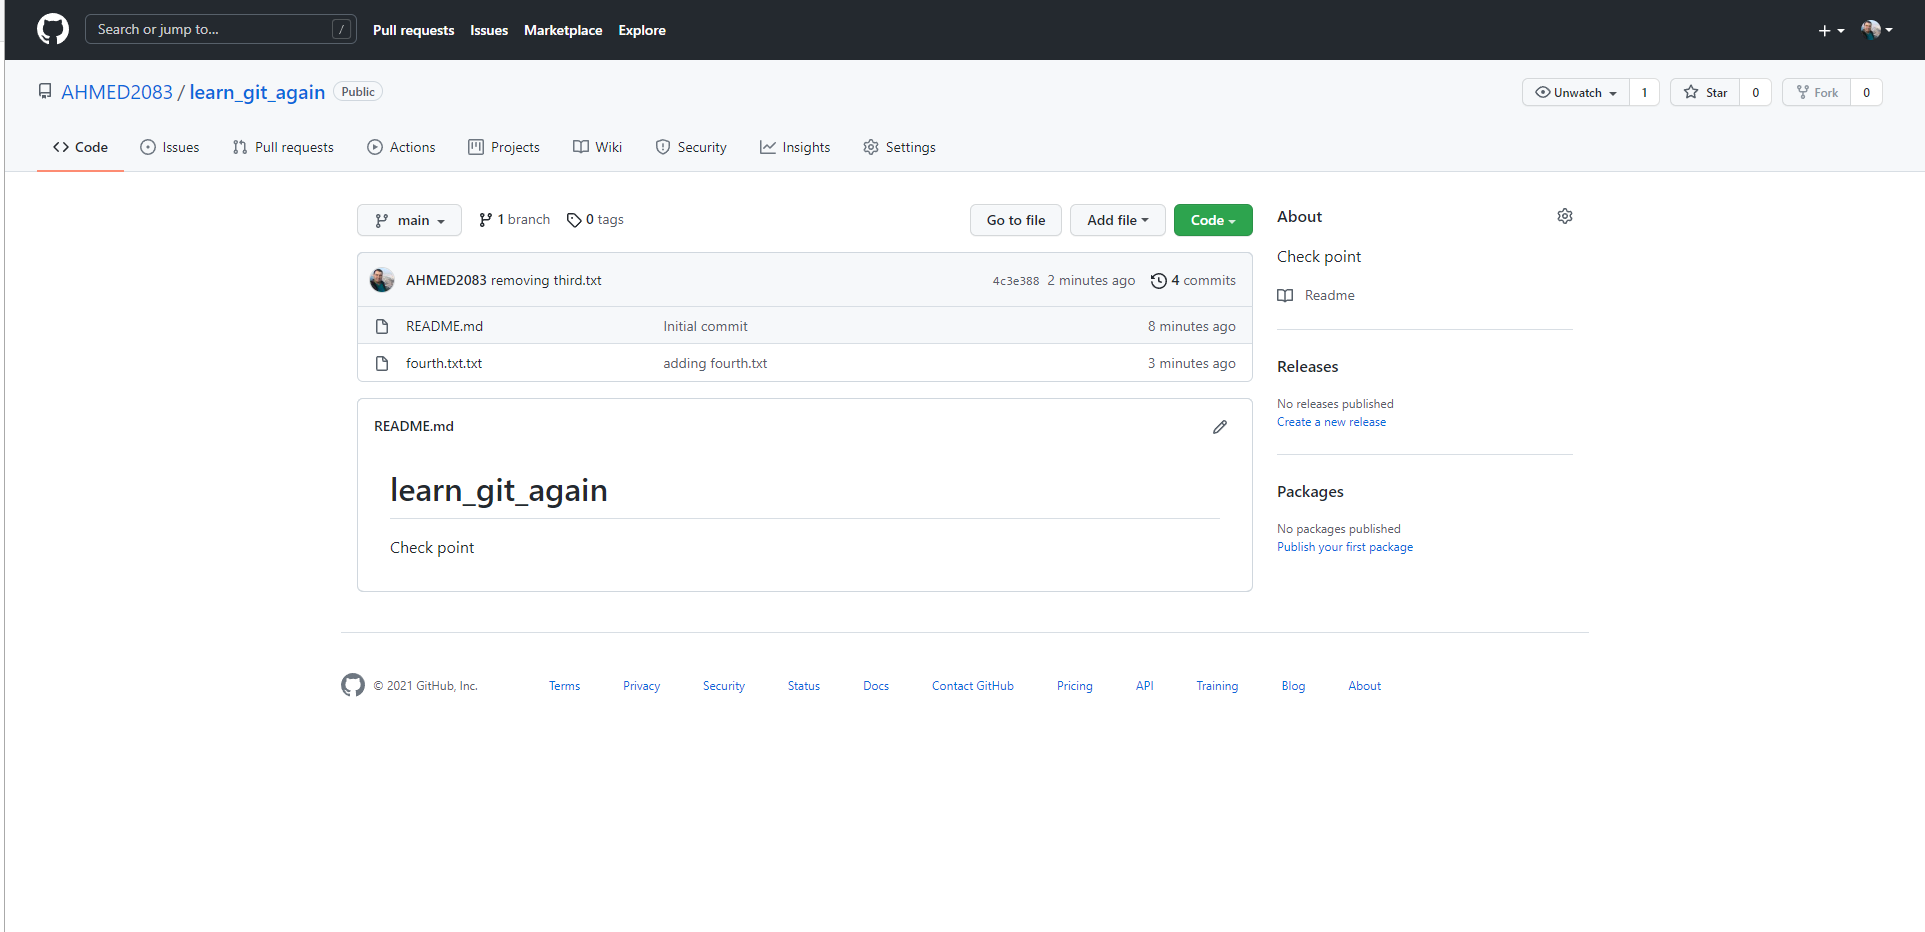 Search or jump to... /
Pull requests Issues Marketplace Explore
AHMED2083 / learn_git_again Public
Unwatch 1 Star 0 Fork 0
Code Issues Pull requests Actions Projects Wiki Security Insights Settings
main 1 branch 0 tags Go to file Add file Code
AHMED2083 removing third.txt 4c3e388 2 minutes ago 4 commits
README.md Initial commit 8 minutes ago
fourth.txt.txt adding fourth.txt 3 minutes ago
README.md
learn_git_again
Check point
About
Check point
Readme
Releases
No releases published
Create a new release
Packages
No packages published
Publish your first package
© 2021 GitHub, Inc. Terms Privacy Security Status Docs Contact GitHub Pricing API Training Blog About